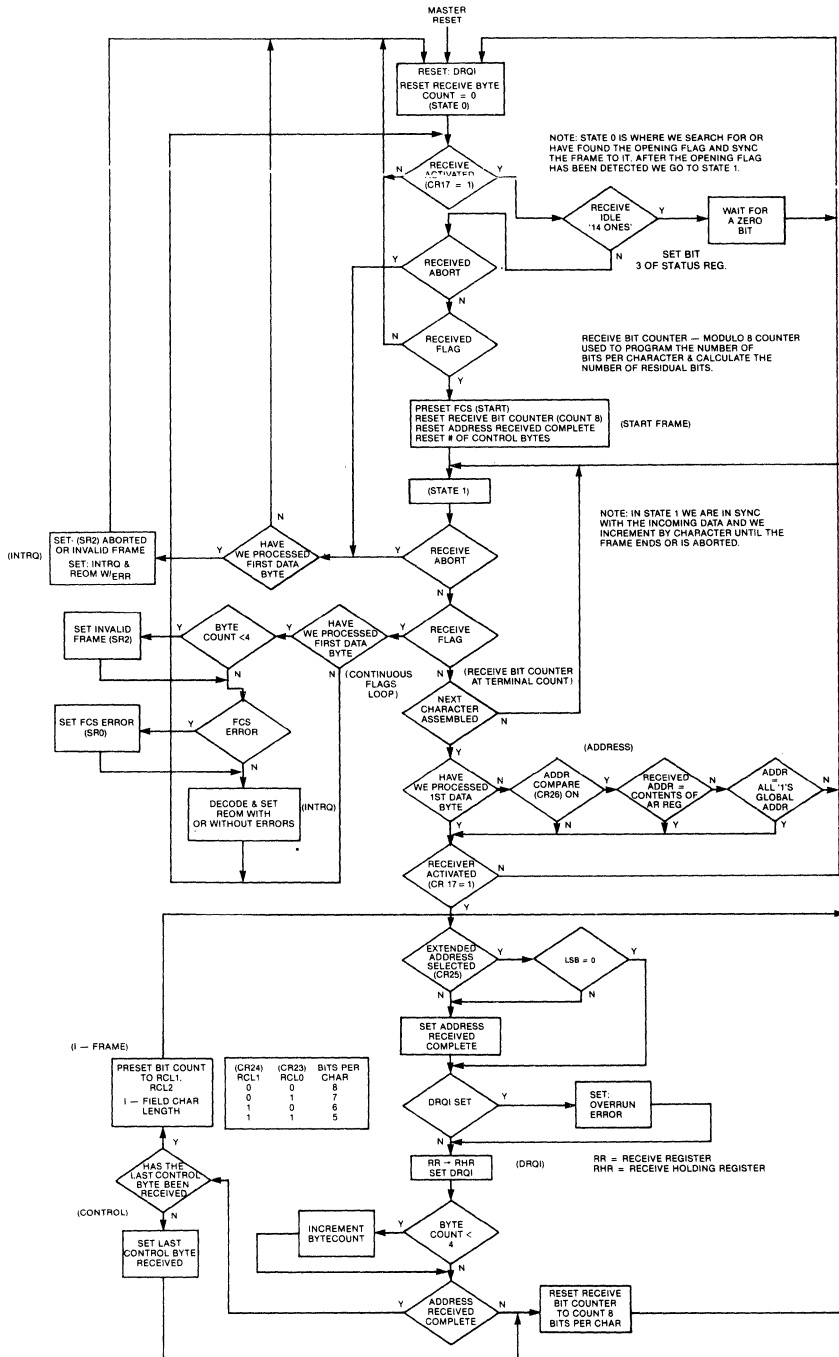 MASTER
RESET
RESET: DRQI
RESET RECEIVE BYTE
COUNT = 0
(STATE 0)
NOTE: STATE 0 IS WHERE WE SEARCH FOR OR
HAVE FOUND THE OPENING FLAG AND SYNC
THE FRAME TO IT. AFTER THE OPENING FLAG
HAS BEEN DETECTED WE GO TO STATE 1.
N
RECEIVE
ACTIVATED
(CR17 = 1)
Y
RECEIVE
IDLE
'14 ONES'
Y
WAIT FOR
A ZERO
BIT
N
SET BIT
3 OF STATUS REG.
Y
RECEIVED
ABORT
N
N
RECEIVED
FLAG
Y
RECEIVE BIT COUNTER — MODULO 8 COUNTER
USED TO PROGRAM THE NUMBER OF
BITS PER CHARACTER & CALCULATE THE
NUMBER OF RESIDUAL BITS.
PRESET FCS (START)
RESET RECEIVE BIT COUNTER (COUNT 8)
RESET ADDRESS RECEIVED COMPLETE
RESET # OF CONTROL BYTES
(START FRAME)
(STATE 1)
NOTE: IN STATE 1 WE ARE IN SYNC
WITH THE INCOMING DATA AND WE
INCREMENT BY CHARACTER UNTIL THE
FRAME ENDS OR IS ABORTED.
(INTRQ)
SET: (SR2) ABORTED
OR INVALID FRAME
SET: INTRQ &
REOM W/ERR
Y
N
HAVE
WE PROCESSED
FIRST DATA
BYTE
Y
RECEIVE
ABORT
N
SET INVALID
FRAME (SR2)
Y
BYTE
COUNT <4
N
Y
HAVE
WE PROCESSED
FIRST DATA
BYTE
N
Y
RECEIVE
FLAG
N
(CONTINUOUS
FLAGS
LOOP)
(RECEIVE BIT COUNTER
AT TERMINAL COUNT)
NEXT
CHARACTER
ASSEMBLED
N
Y
SET FCS ERROR
(SR0)
Y
FCS
ERROR
N
DECODE & SET
REOM WITH
OR WITHOUT ERRORS
(INTRQ)
(ADDRESS)
HAVE
WE PROCESSED
1ST DATA
BYTE
N
Y
ADDR
COMPARE
(CR26) ON
Y
N
RECEIVED
ADDR =
CONTENTS OF
AR REG
N
Y
ADDR
=
ALL '1'S
GLOBAL
ADDR
N
Y
RECEIVER
ACTIVATED
(CR 17 = 1)
N
Y
EXTENDED
ADDRESS
SELECTED
(CR25)
Y
N
LSB = 0
Y
N
SET ADDRESS
RECEIVED
COMPLETE
(I — FRAME)
PRESET BIT COUNT
TO RCL1,
RCL2
I — FIELD CHAR
LENGTH
(CR24) (CR23) BITS PER
RCL1 RCL0 CHAR
0 0 8
0 1 7
1 0 6
1 1 5
DRQI SET
Y
N
SET:
OVERRUN
ERROR
RR → RHR
SET DRQI
(DRQI)
RR = RECEIVE REGISTER
RHR = RECEIVE HOLDING REGISTER
Y
HAS THE
LAST CONTROL
BYTE BEEN
RECEIVED
N
(CONTROL)
SET LAST
CONTROL BYTE
RECEIVED
INCREMENT
BYTECOUNT
Y
BYTE
COUNT <
4
N
Y
ADDRESS
RECEIVED
COMPLETE
N
RESET RECEIVE
BIT COUNTER
TO COUNT 8
BITS PER CHAR